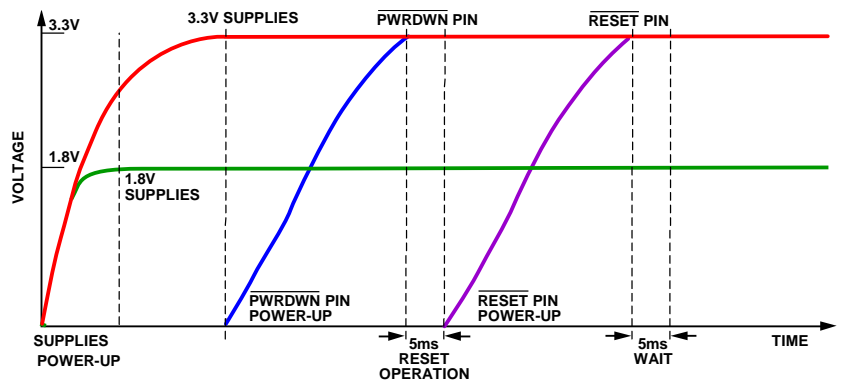 3.3V SUPPLIES
PWRDWN PIN
RESET PIN
3.3V
1.8V
1.8V
SUPPLIES
VOLTAGE
PWRDWN PIN
POWER-UP
RESET PIN
POWER-UP
SUPPLIES
POWER-UP
5ms
RESET
OPERATION
5ms
WAIT
TIME